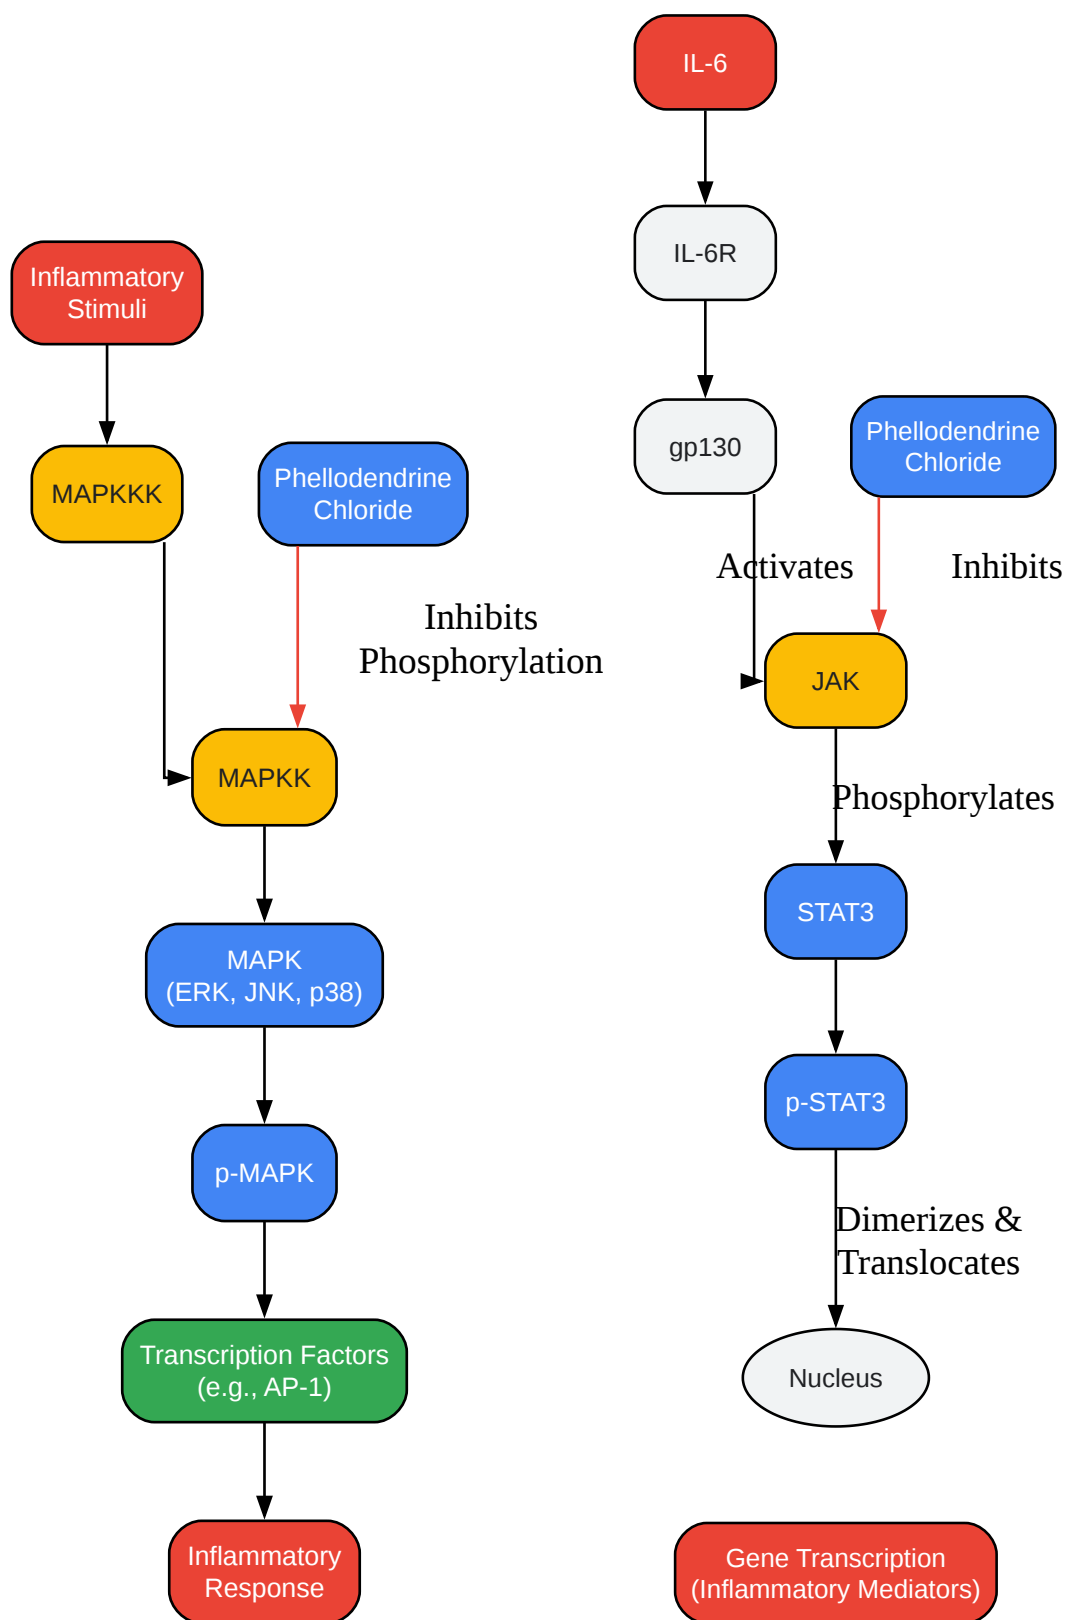 Inflammatory
Stimuli
MAPKKK
Phellodendrine
Chloride
Inhibits
Phosphorylation
MAPKK
MAPK
(ERK, JNK, p38)
p-MAPK
Transcription Factors
(e.g., AP-1)
Inflammatory
Response
IL-6
IL-6R
gp130
Phellodendrine
Chloride
Activates
Inhibits
JAK
Phosphorylates
STAT3
p-STAT3
Dimerizes &
Translocates
Nucleus
Gene Transcription
(Inflammatory Mediators)